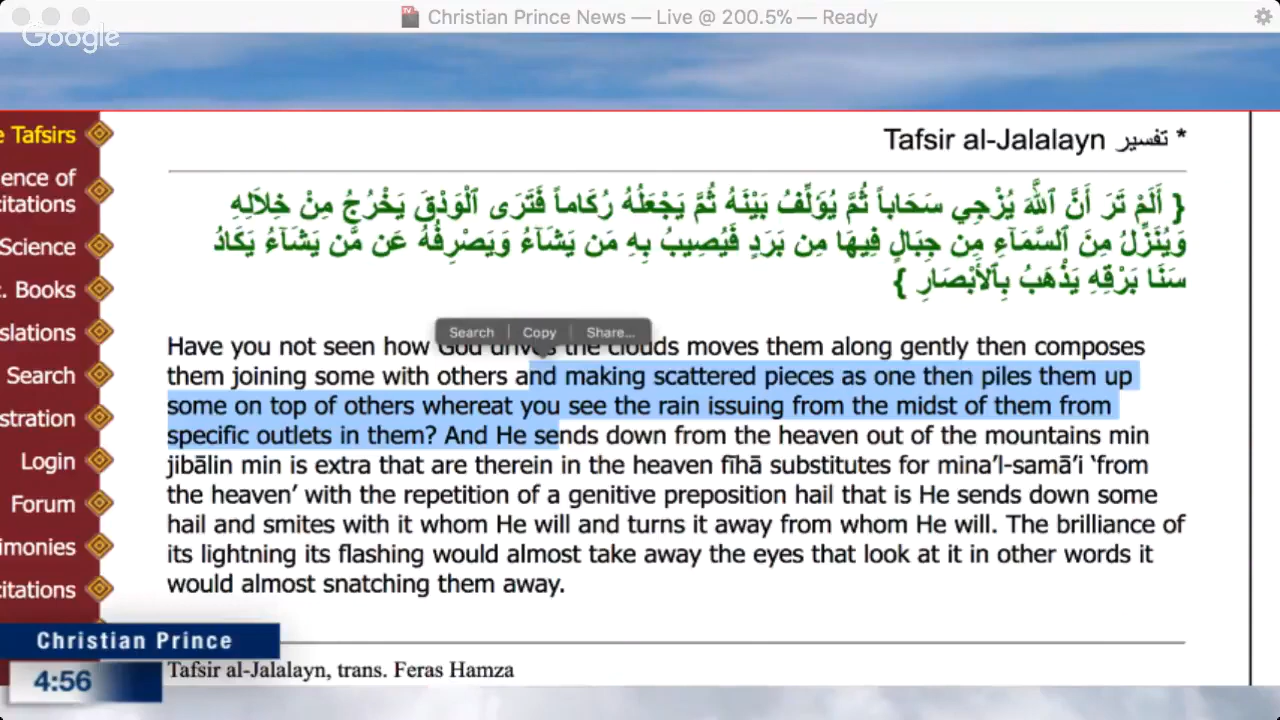 Christian Prince News — Live @ 200.5% — Ready
Google
e Tafsirs
ence of
citations
Science
. Books
slations
Search
stration
Login
Forum
imonies
citations
* تفسير Tafsir al-Jalalayn
{ أَلَمْ تَرَ أَنَّ ٱللَّهَ يُزْجِي سَحَاباً ثُمَّ يُؤَلِّفُ بَيْنَهُ ثُمَّ يَجْعَلُهُ رُكَاماً فَتَرَى ٱلْوَدْقَ يَخْرُجُ مِنْ خِلاَلِهِ
وَيُنَزِّلُ مِنَ ٱلسَّمَآءِ مِن جِبَالٍ فِيهَا مِن بَرَدٍ فَيُصِيبُ بِهِ مَن يَشَآءُ وَيَصْرِفُهُ عَن مَّن يَشَآءُ يَكَادُ
سَنَا بَرْقِهِ يَذْهَبُ بِٱلأَبْصَارِ }
Search Copy Share...
Have you not seen how God drives the clouds moves them along gently then composes
them joining some with others and making scattered pieces as one then piles them up
some on top of others whereat you see the rain issuing from the midst of them from
specific outlets in them? And He sends down from the heaven out of the mountains min
jibālin min is extra that are therein in the heaven fīhā substitutes for mina’l-samā’i ‘from
the heaven’ with the repetition of a genitive preposition hail that is He sends down some
hail and smites with it whom He will and turns it away from whom He will. The brilliance of
its lightning its flashing would almost take away the eyes that look at it in other words it
would almost snatching them away.
Tafsir al-Jalalayn, trans. Feras Hamza
Christian Prince
4:56